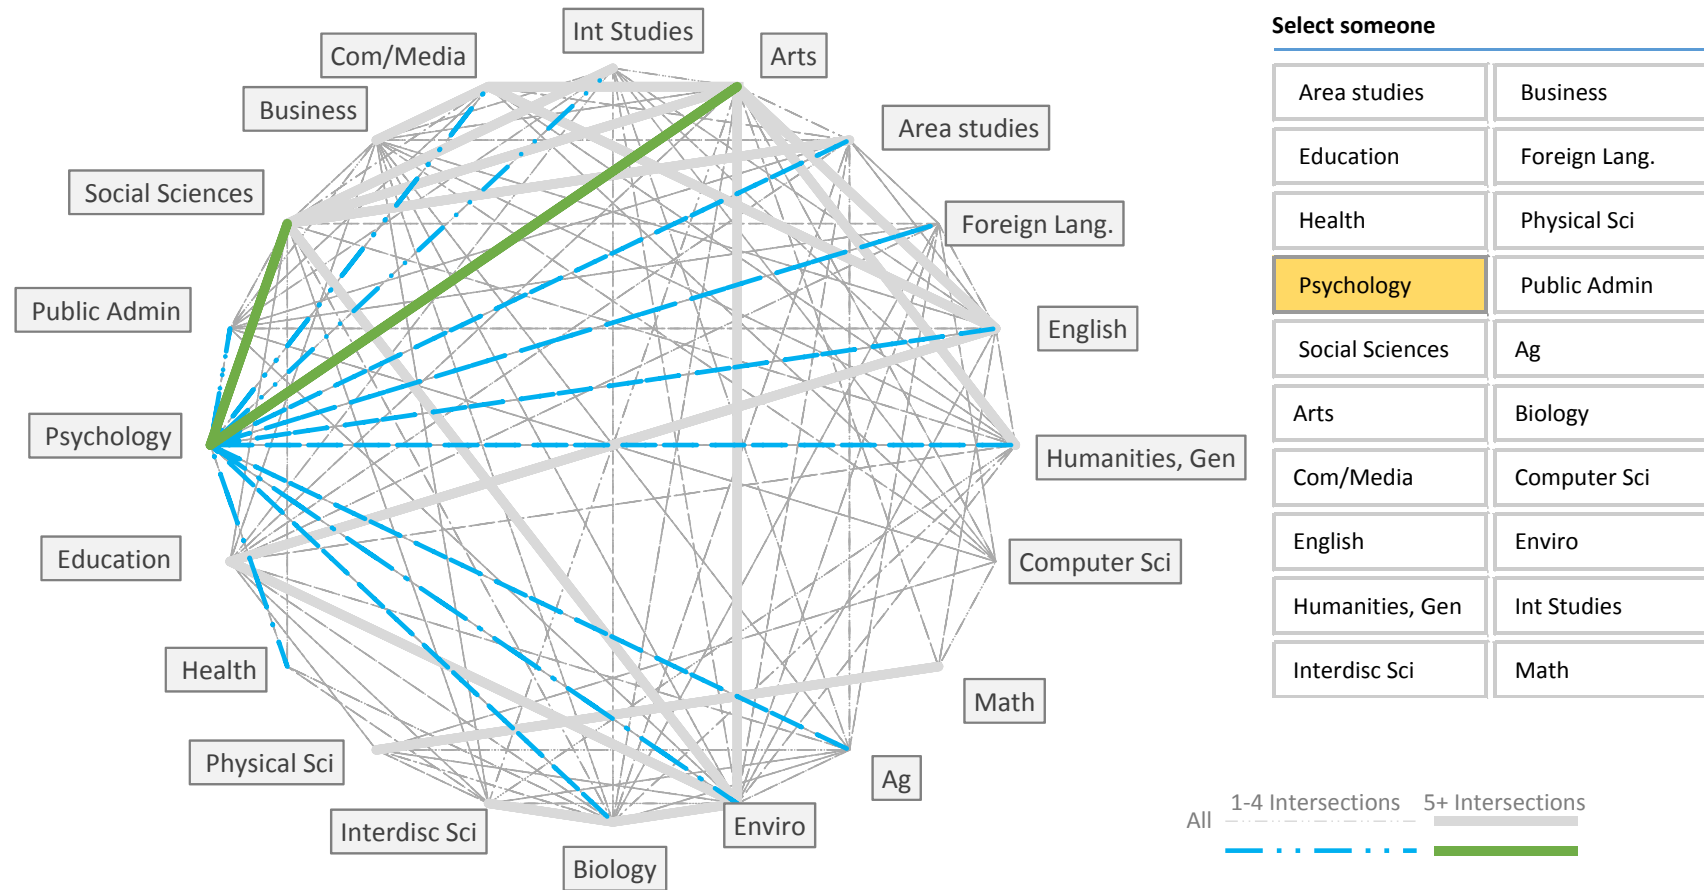 Int Studies
Com/Media
Arts
Business
Area studies
Social Sciences
Foreign Lang.
Public Admin
English
Psychology
Humanities, Gen
Education
Computer Sci
Health
Math
Physical Sci
Ag
Interdisc Sci
Enviro
Biology
Select someone
Area studies Business
Education Foreign Lang.
Health Physical Sci
Psychology Public Admin
Social Sciences Ag
Arts Biology
Com/Media Computer Sci
English Enviro
Humanities, Gen Int Studies
Interdisc Sci Math
1-4 Intersections 5+ Intersections
All